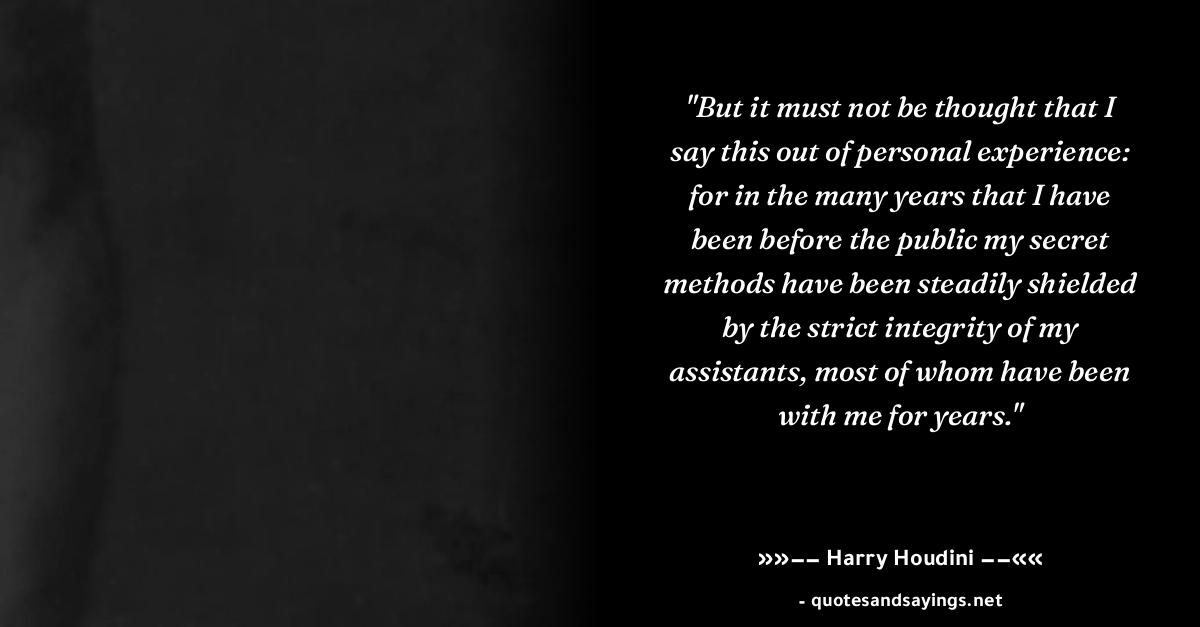 "But it must not be thought that I
say this out of personal experience:
for in the many years that I have
been before the public my secret
methods have been steadily shielded
by the strict integrity of my
assistants, most of whom have been
with me for years."
»»−− Harry Houdini −−««
- quotesandsayings.net